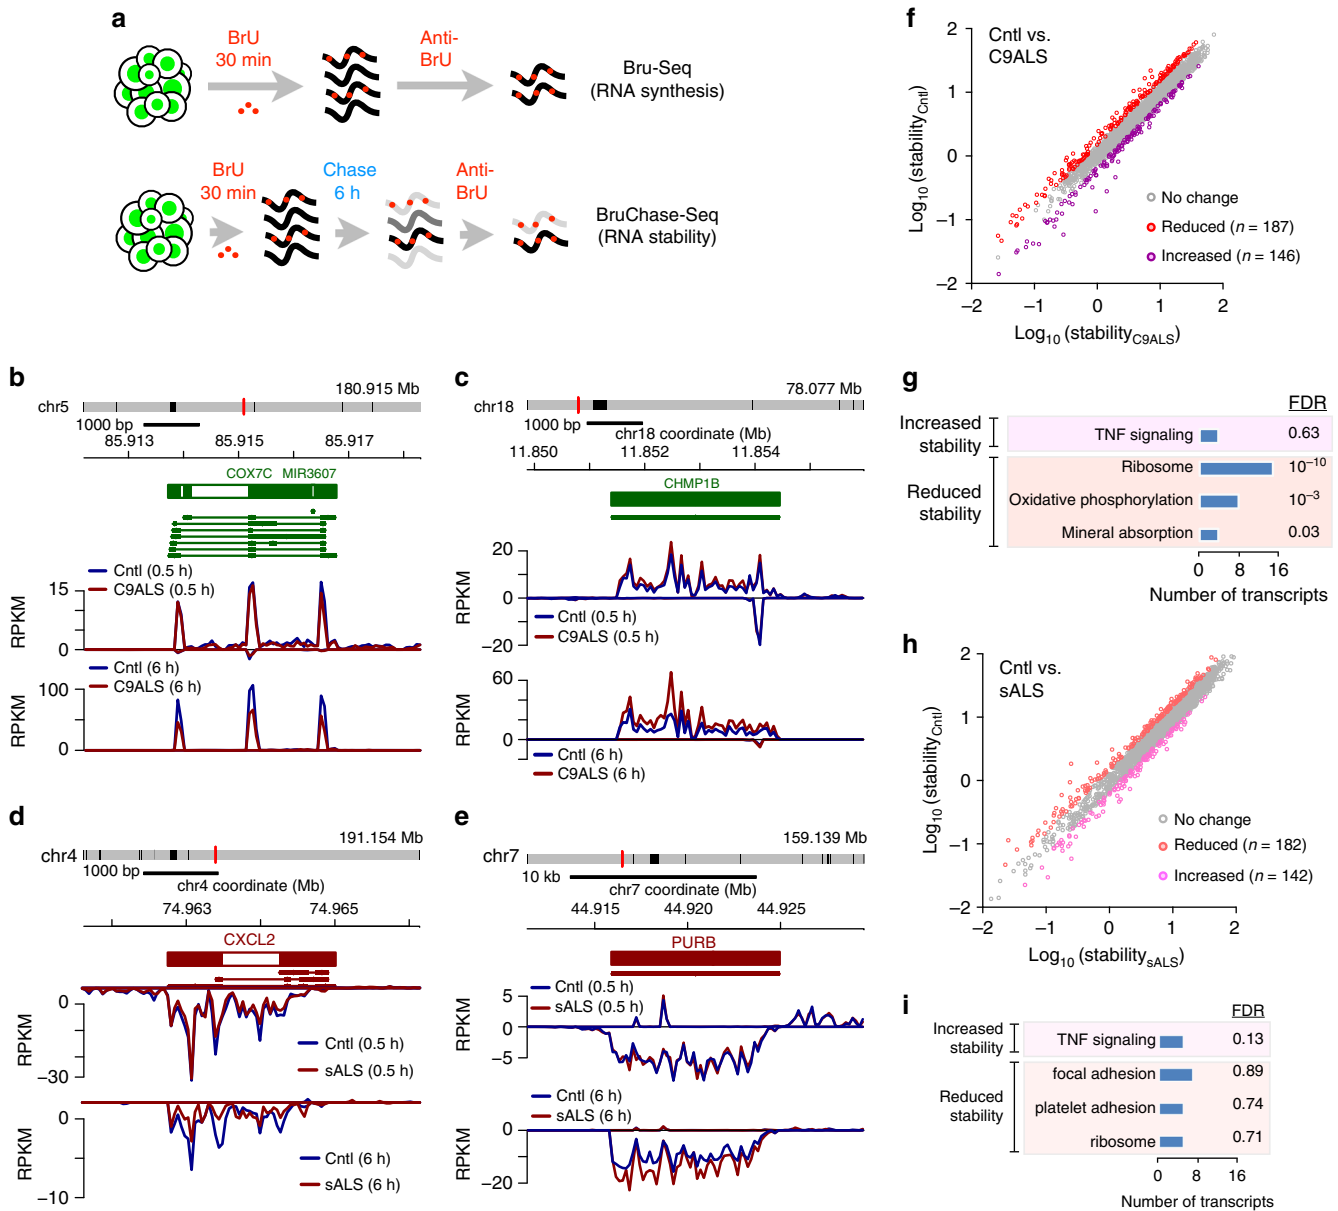 a
BrU
30 min
Anti-
BrU
Bru-Seq
(RNA synthesis)
BrU
30 min
Chase
6 h
Anti-
BrU
BruChase-Seq
(RNA stability)
b
180.915 Mb
chr5
1000 bp
85.913
85.915
85.917
COX7C
MIR3607
Cntl (0.5 h)
C9ALS (0.5 h)
15
0
RPKM
Cntl (6 h)
C9ALS (6 h)
100
0
RPKM
c
78.077 Mb
chr18
1000 bp
chr18 coordinate (Mb)
11.850
11.852
11.854
CHMP1B
20
0
−20
RPKM
Cntl (0.5 h)
C9ALS (0.5 h)
60
0
RPKM
Cntl (6 h)
C9ALS (6 h)
d
191.154 Mb
chr4
1000 bp
chr4 coordinate (Mb)
74.963
74.965
CXCL2
0
−30
RPKM
Cntl (0.5 h)
sALS (0.5 h)
0
−10
RPKM
Cntl (6 h)
sALS (6 h)
e
159.139 Mb
chr7
10 kb
chr7 coordinate (Mb)
44.915
44.920
44.925
PURB
Cntl (0.5 h)
sALS (0.5 h)
5
0
−5
RPKM
Cntl (6 h)
sALS (6 h)
0
−20
RPKM
f
Cntl vs.
C9ALS
2
1
0
−1
−2
Log10 (stabilityCntl)
No change
Reduced (n = 187)
Increased (n = 146)
−2
−1
0
1
2
Log10 (stabilityC9ALS)
g
FDR
Increased
stability
TNF signaling
0.63
Reduced
stability
Ribosome
10−10
Oxidative phosphorylation
10−3
Mineral absorption
0.03
0
8
16
Number of transcripts
h
Cntl vs.
sALS
2
1
0
−1
−2
Log10 (stabilityCntl)
No change
Reduced (n = 182)
Increased (n = 142)
−2
−1
0
1
2
Log10 (stabilitysALS)
i
FDR
Increased
stability
TNF signaling
0.13
Reduced
stability
focal adhesion
0.89
platelet adhesion
0.74
ribosome
0.71
0
8
16
Number of transcripts